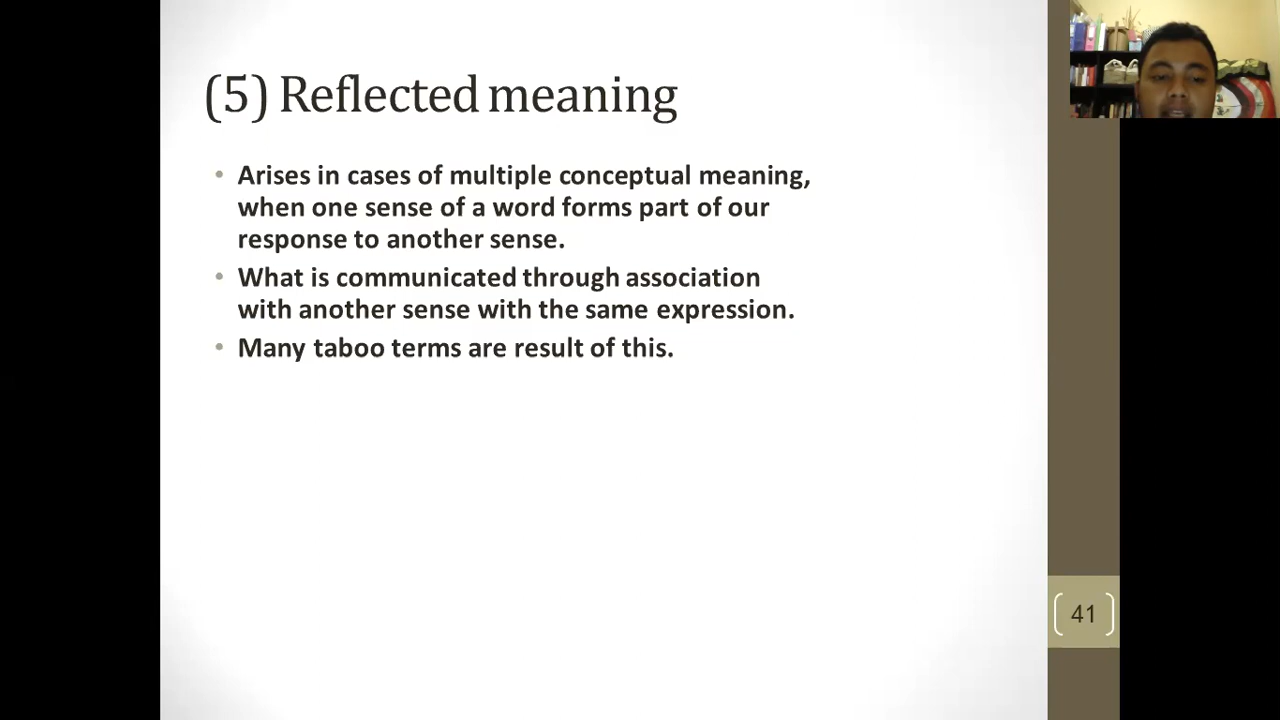 (5) Reflected meaning
• Arises in cases of multiple conceptual meaning,
when one sense of a word forms part of our
response to another sense.
• What is communicated through association
with another sense with the same expression.
• Many taboo terms are result of this.
41